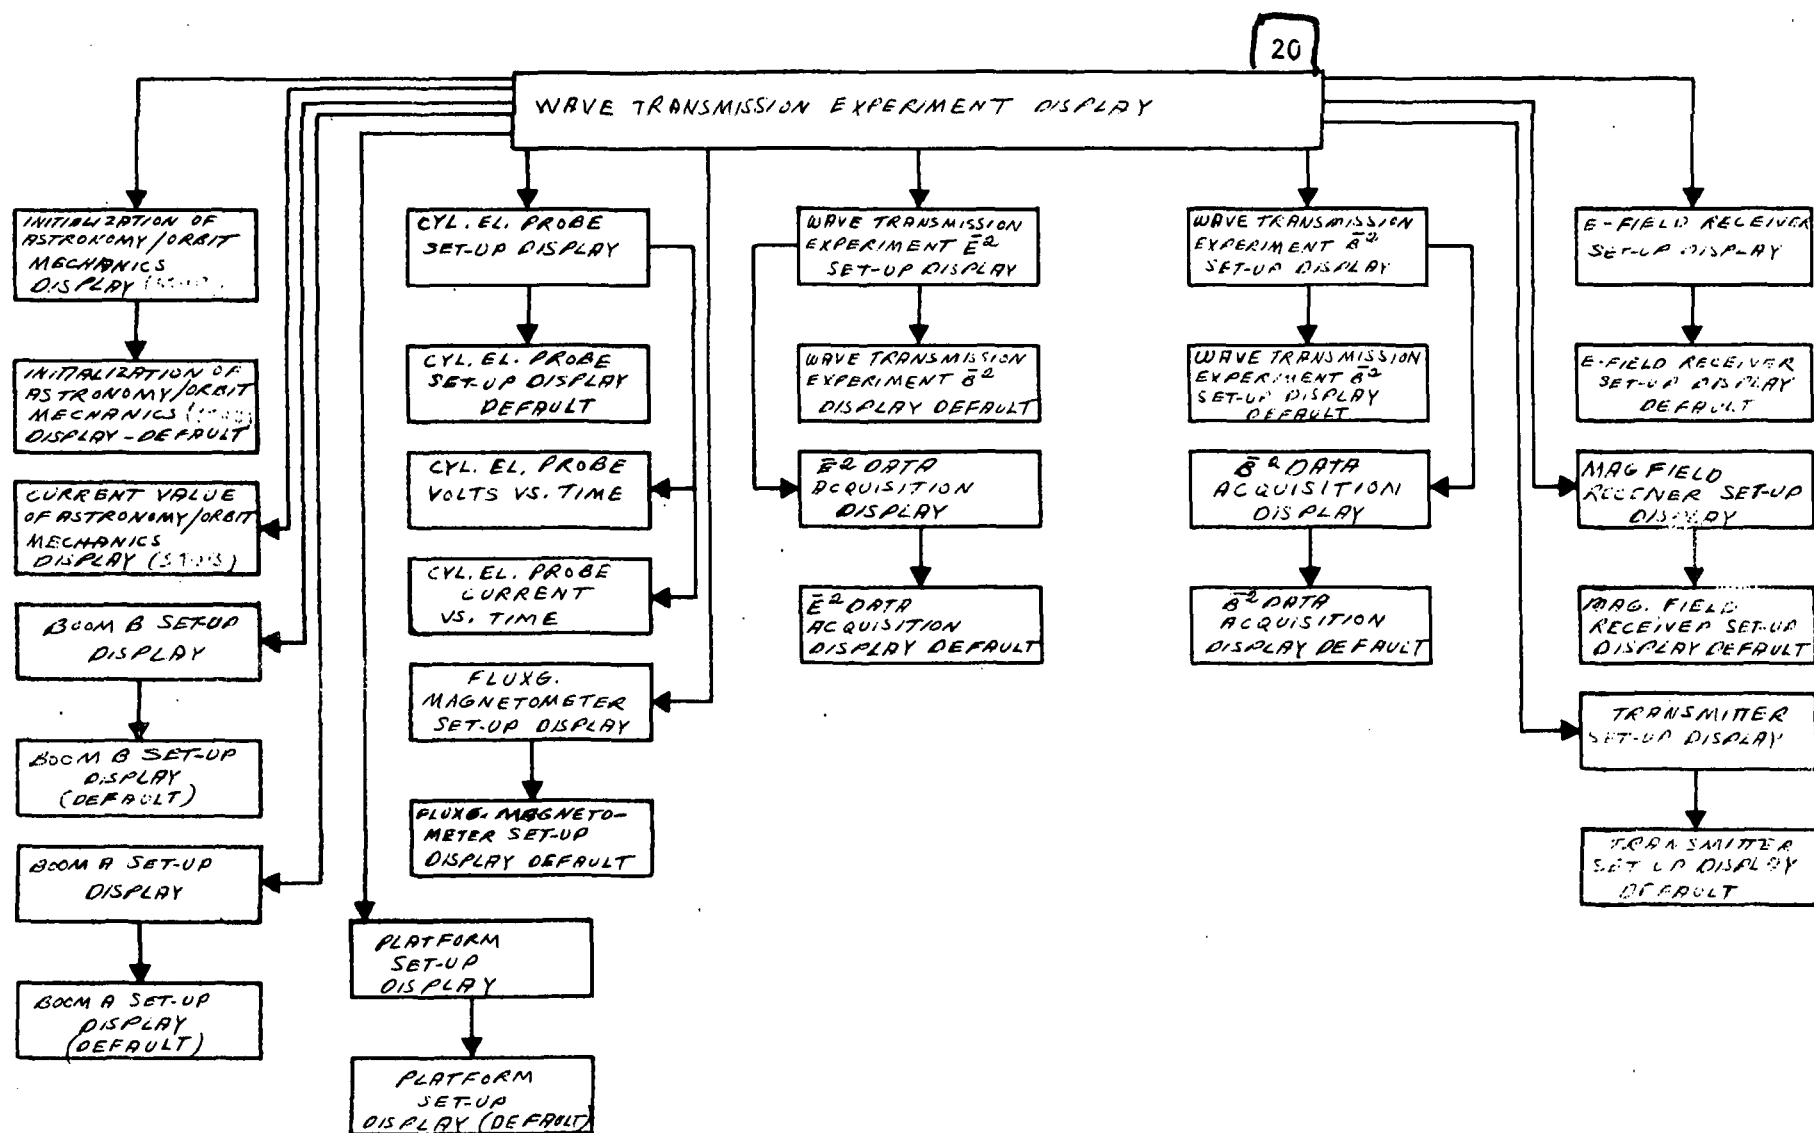 20
WAVE TRANSMISSION EXPERIMENT DISPLAY
INITIALIZATION OF
ASTRONOMY/ORBIT
MECHANICS
DISPLAY
INITIALIZATION OF
ASTRONOMY/ORBIT
MECHANICS
DISPLAY-DEFAULT
CURRENT VALUE
OF ASTRONOMY/ORBIT
MECHANICS
DISPLAY (STUB)
BOOM B SET-UP
DISPLAY
BOOM B SET-UP
DISPLAY
(DEFAULT)
BOOM A SET-UP
DISPLAY
BOOM A SET-UP
DISPLAY
(DEFAULT)
CYL. EL. PROBE
SET-UP DISPLAY
CYL. EL. PROBE
SET-UP DISPLAY
DEFAULT
CYL. EL. PROBE
VOLTS VS. TIME
CYL. EL. PROBE
CURRENT
VS. TIME
FLUXG.
MAGNETOMETER
SET-UP DISPLAY
FLUXG. MAGNETO-
METER SET-UP
DISPLAY DEFAULT
PLATFORM
SET-UP
DISPLAY
PLATFORM
SET-UP
DISPLAY (DEFAULT)
WAVE TRANSMISSION
EXPERIMENT Ē²
SET-UP DISPLAY
WAVE TRANSMISSION
EXPERIMENT B̄²
DISPLAY DEFAULT
Ē² DATA
ACQUISITION
DISPLAY
Ē² DATA
ACQUISITION
DISPLAY DEFAULT
WAVE TRANSMISSION
EXPERIMENT B̄²
SET-UP DISPLAY
WAVE TRANSMISSION
EXPERIMENT B̄²
SET-UP DISPLAY
DEFAULT
B̄² DATA
ACQUISITION
DISPLAY
B̄² DATA
ACQUISITION
DISPLAY DEFAULT
E-FIELD RECEIVER
SET-UP DISPLAY
E-FIELD RECEIVER
SET-UP DISPLAY
DEFAULT
MAG FIELD
RECEIVER SET-UP
DISPLAY
MAG. FIELD
RECEIVER SET-UP
DISPLAY DEFAULT
TRANSMITTER
SET-UP DISPLAY
TRANSMITTER
SET UP DISPLAY
DEFAULT